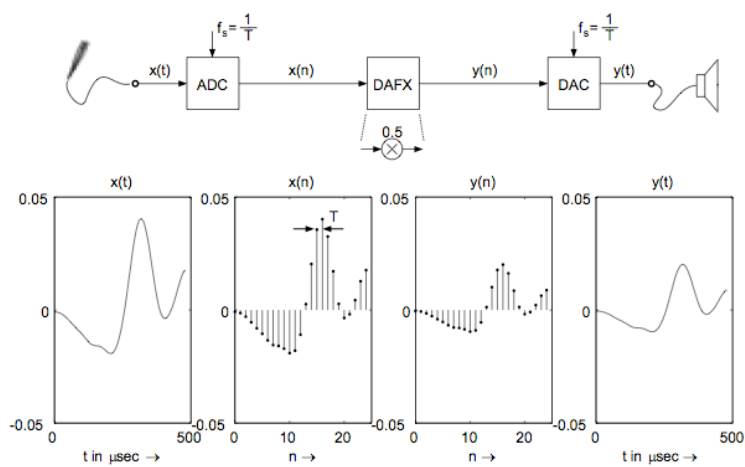 f_s = 1/T f_s = 1/T
x(t) ADC x(n) DAFX y(n) DAC y(t)
0.5
x(t) x(n) y(n) y(t)
0.05 0.05 0.05 0.05
T
0 0 0 0
-0.05 -0.05 -0.05 -0.05
0 500 0 10 20 0 10 20 0 500
t in μsec → n → n → t in μsec →